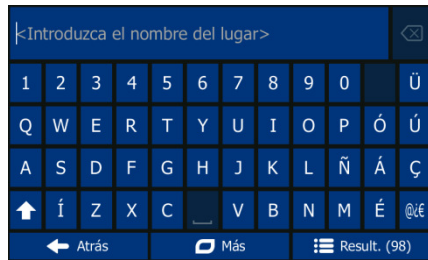 <Introduzca el nombre del lugar>
1 2 3 4 5 6 7 8 9 0 Ü
Q W E R T Y U I O P Ó Ú
A S D F G H J K L Ñ Á Ç
Í Z X C V B N M É @¿€
Atrás Más Result. (98)